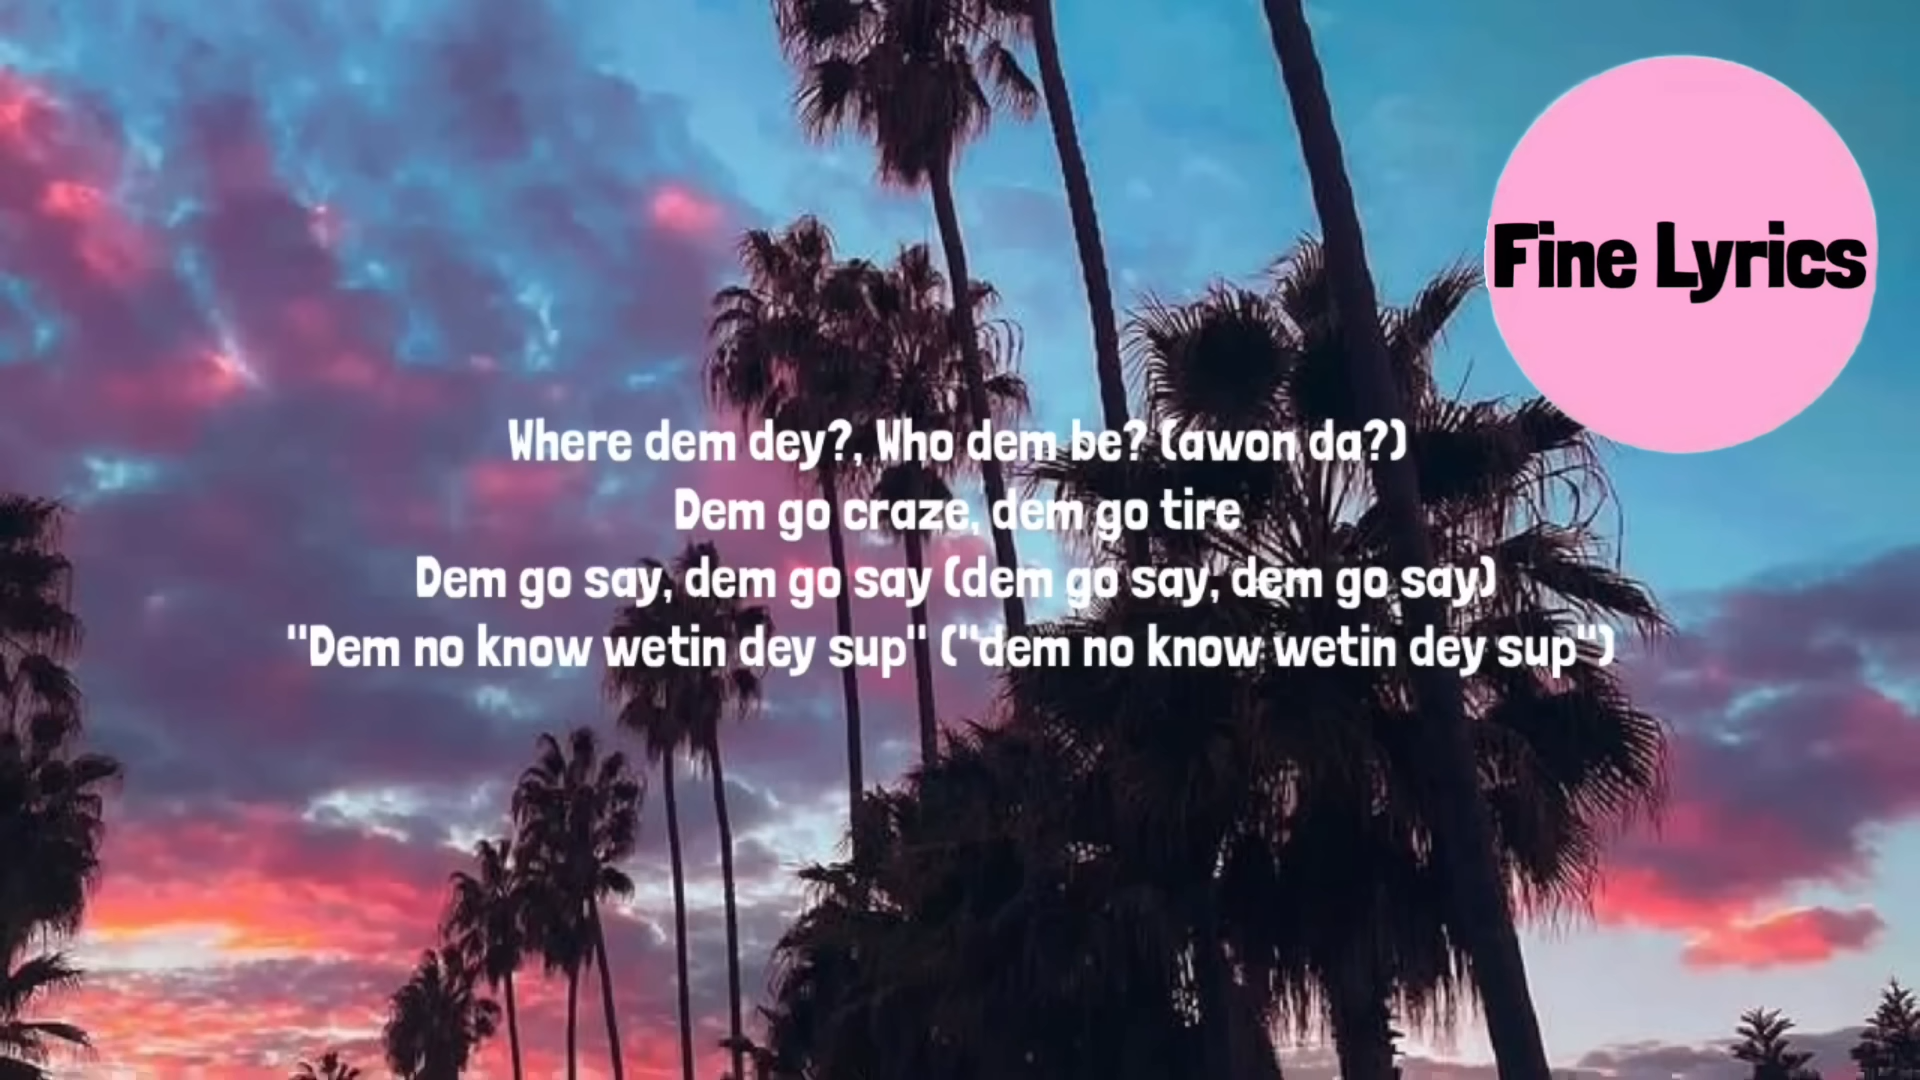 Fine Lyrics
Where dem dey?, Who dem be? (awon da?)
Dem go craze, dem go tire
Dem go say, dem go say (dem go say, dem go say)
"Dem no know wetin dey sup" ("dem no know wetin dey sup")